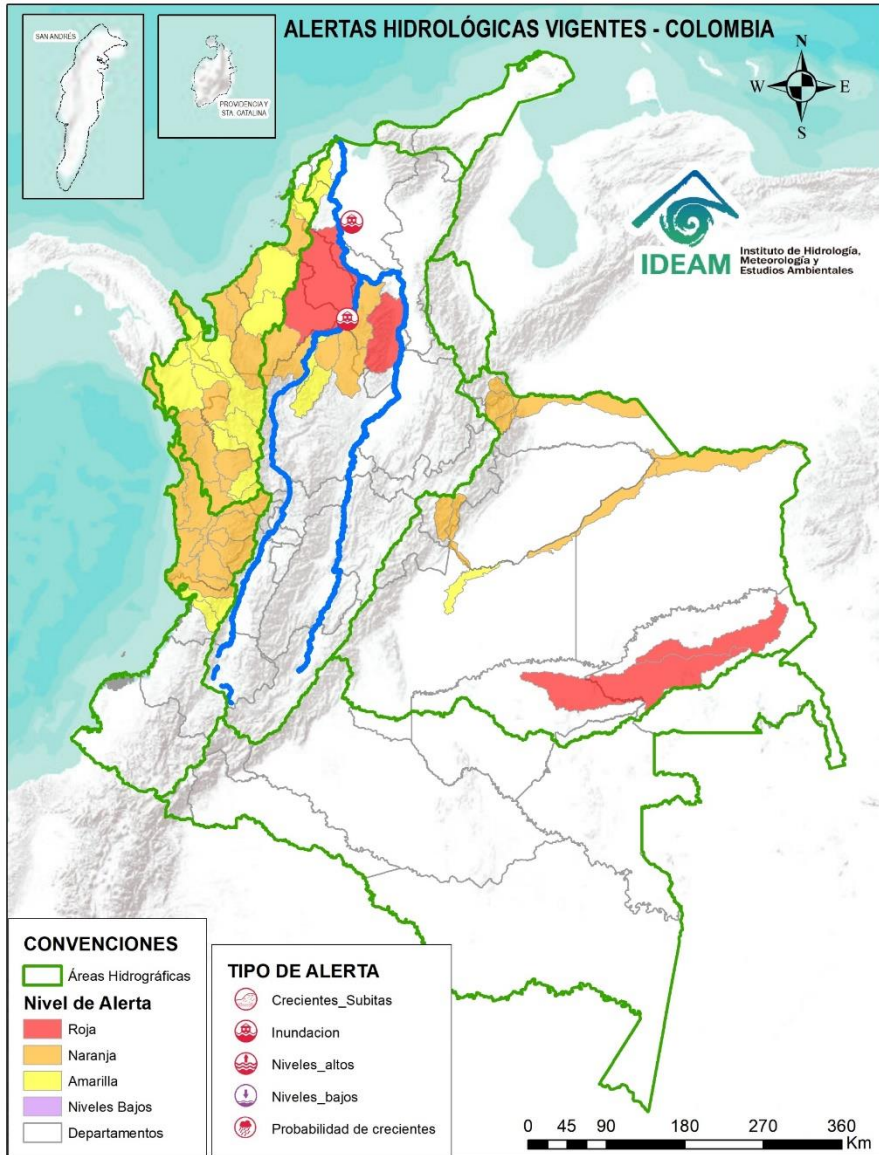 SAN ANDRÉS
PROVIDENCIA Y
STA. CATALINA
ALERTAS HIDROLÓGICAS VIGENTES - COLOMBIA
N
W
E
S
IDEAM
Instituto de Hidrología,
Meteorología y
Estudios Ambientales
CONVENCIONES
Áreas Hidrográficas
Nivel de Alerta
Roja
Naranja
Amarilla
Niveles Bajos
Departamentos
TIPO DE ALERTA
Crecientes_Subitas
Inundacion
Niveles_altos
Niveles_bajos
Probabilidad de crecientes
0 45 90 180 270 360
Km